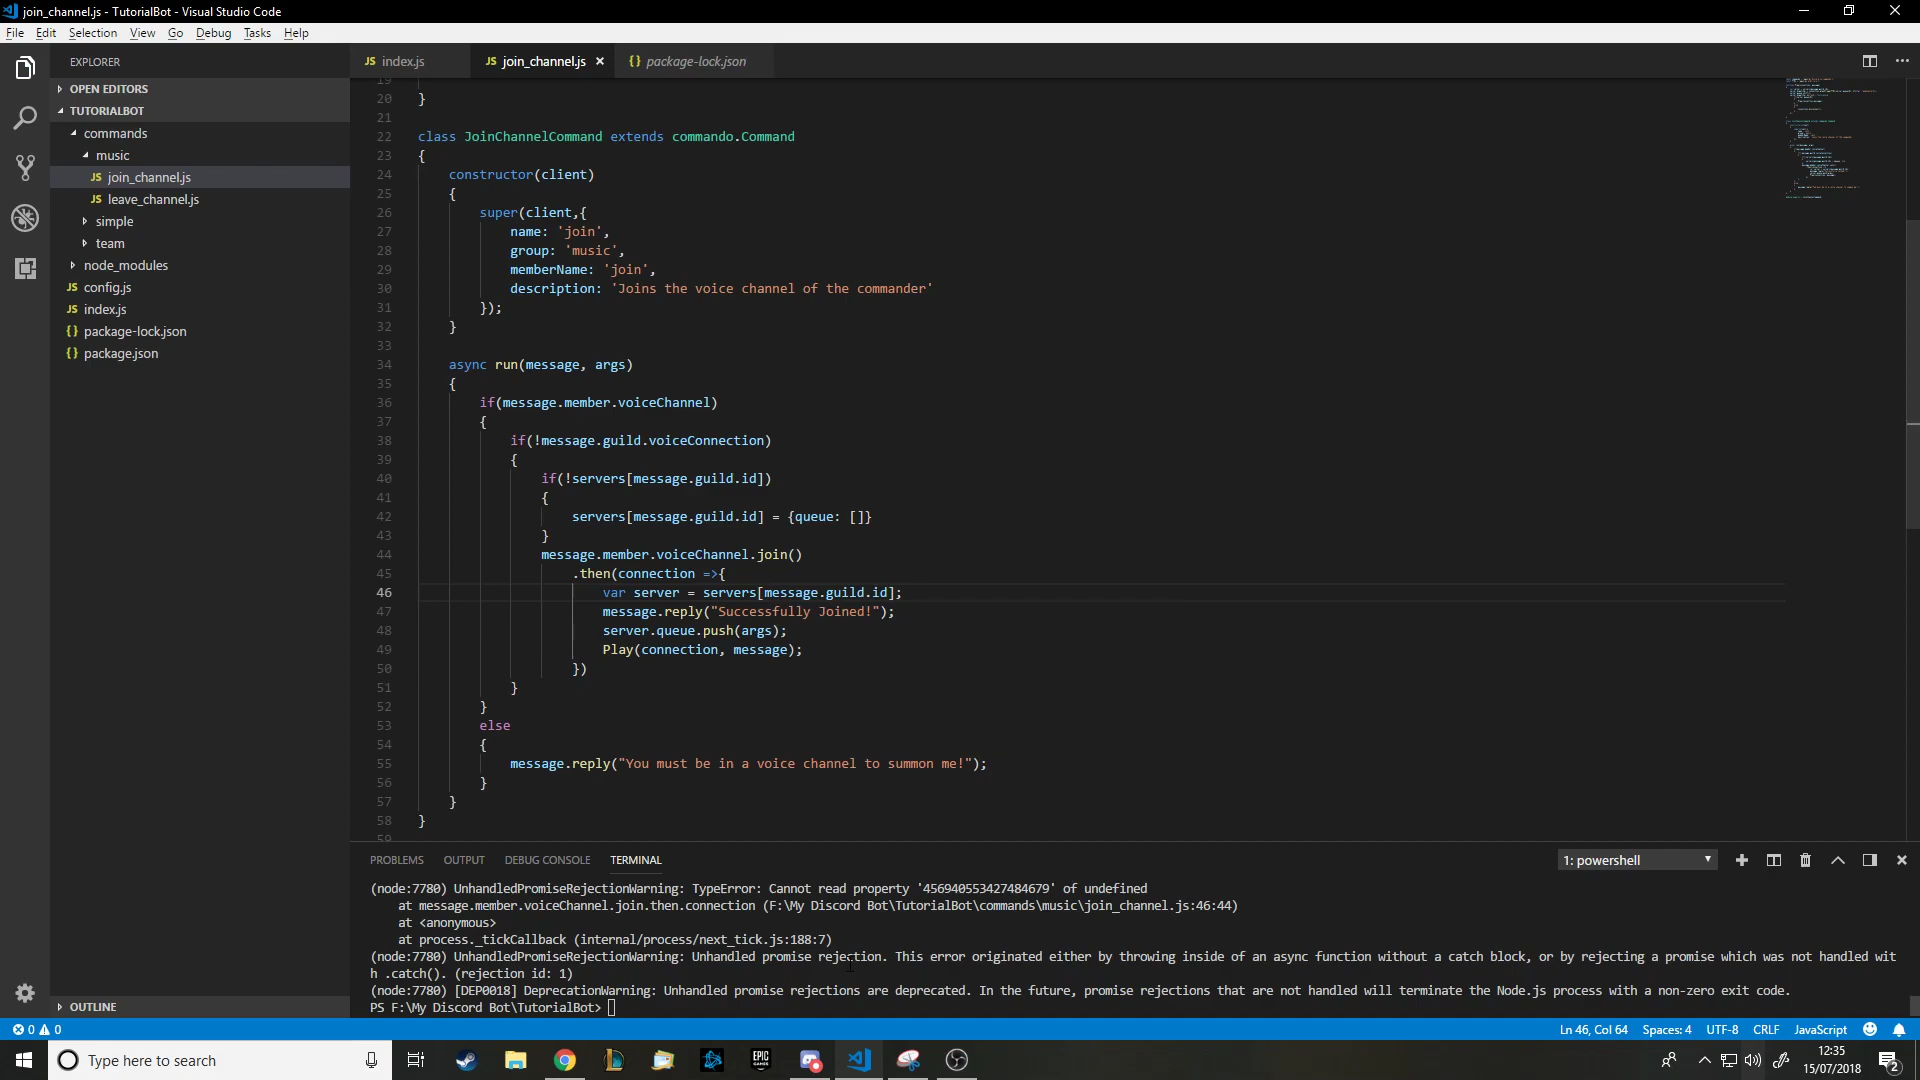 join_channel.js - TutorialBot - Visual Studio Code
File Edit Selection View Go Debug Tasks Help
EXPLORER
OPEN EDITORS
TUTORIALBOT
commands
music
JS join_channel.js
JS leave_channel.js
simple
team
node_modules
JS config.js
JS index.js
{} package-lock.json
{} package.json
OUTLINE
JS index.js JS join_channel.js × {} package-lock.json
19
20 }
21
22 class JoinChannelCommand extends commando.Command
23 {
24 constructor(client)
25 {
26 super(client,{
27 name: 'join',
28 group: 'music',
29 memberName: 'join',
30 description: 'Joins the voice channel of the commander'
31 });
32 }
33
34 async run(message, args)
35 {
36 if(message.member.voiceChannel)
37 {
38 if(!message.guild.voiceConnection)
39 {
40 if(!servers[message.guild.id])
41 {
42 servers[message.guild.id] = {queue: []}
43 }
44 message.member.voiceChannel.join()
45 .then(connection =>{
46 var server = servers[message.guild.id];
47 message.reply("Successfully Joined!");
48 server.queue.push(args);
49 Play(connection, message);
50 })
51 }
52 }
53 else
54 {
55 message.reply("You must be in a voice channel to summon me!");
56 }
57 }
58 }
59
PROBLEMS OUTPUT DEBUG CONSOLE TERMINAL 1: powershell
(node:7780) UnhandledPromiseRejectionWarning: TypeError: Cannot read property '456940553427484679' of undefined
at message.member.voiceChannel.join.then.connection (F:\My Discord Bot\TutorialBot\commands\music\join_channel.js:46:44)
at <anonymous>
at process._tickCallback (internal/process/next_tick.js:188:7)
(node:7780) UnhandledPromiseRejectionWarning: Unhandled promise rejection. This error originated either by throwing inside of an async function without a catch block, or by rejecting a promise which was not handled wit
h .catch(). (rejection id: 1)
(node:7780) [DEP0018] DeprecationWarning: Unhandled promise rejections are deprecated. In the future, promise rejections that are not handled will terminate the Node.js process with a non-zero exit code.
PS F:\My Discord Bot\TutorialBot>
0 0 Ln 46, Col 64 Spaces: 4 UTF-8 CRLF JavaScript
Type here to search
EPIC GAMES
12:35
15/07/2018
2